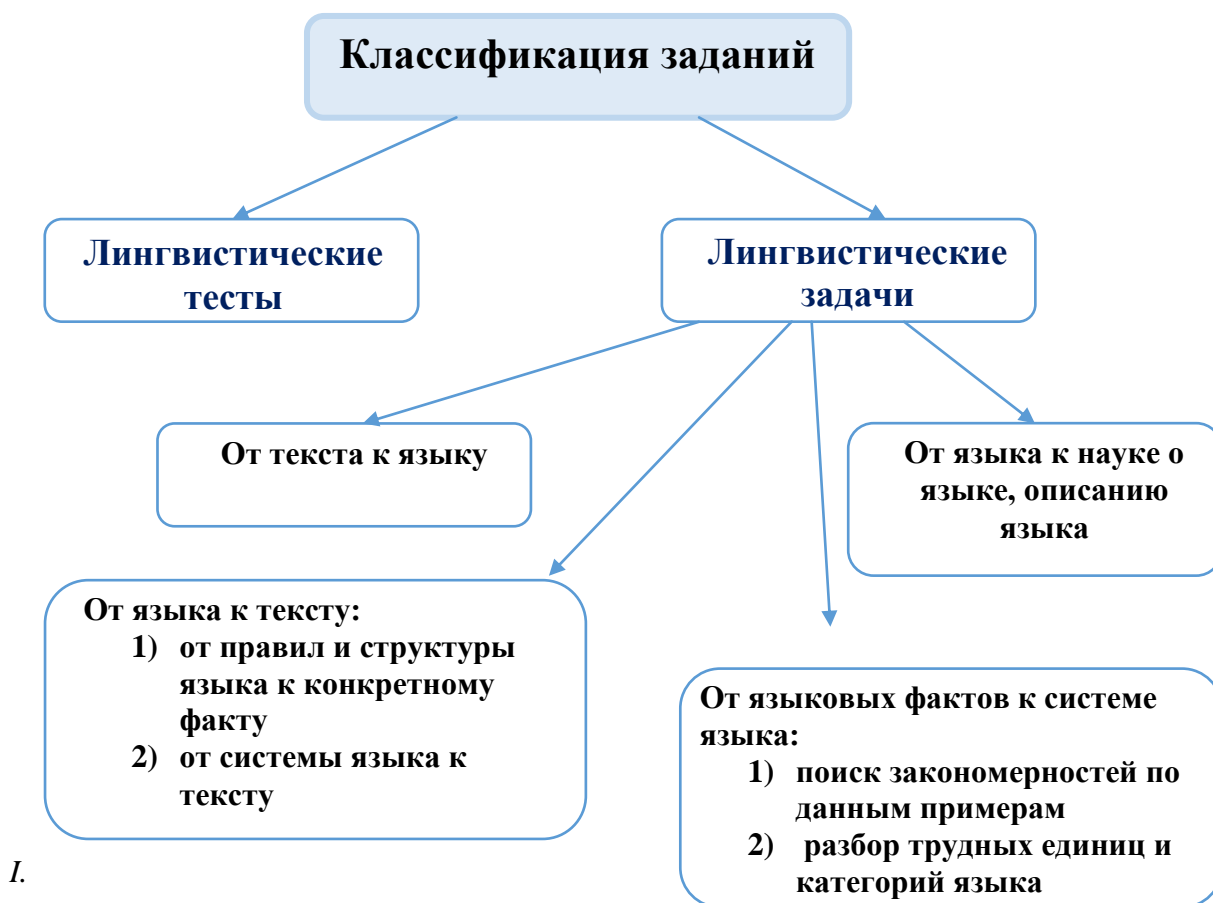 Классификация заданий
Лингвистические
тесты
Лингвистические
задачи
От текста к языку
От языка к науке о
языке, описанию
языка
От языка к тексту:
1) от правил и структуры
языка к конкретному
факту
2) от системы языка к
тексту
От языковых фактов к системе
языка:
1) поиск закономерностей по
данным примерам
2) разбор трудных единиц и
категорий языка
I.